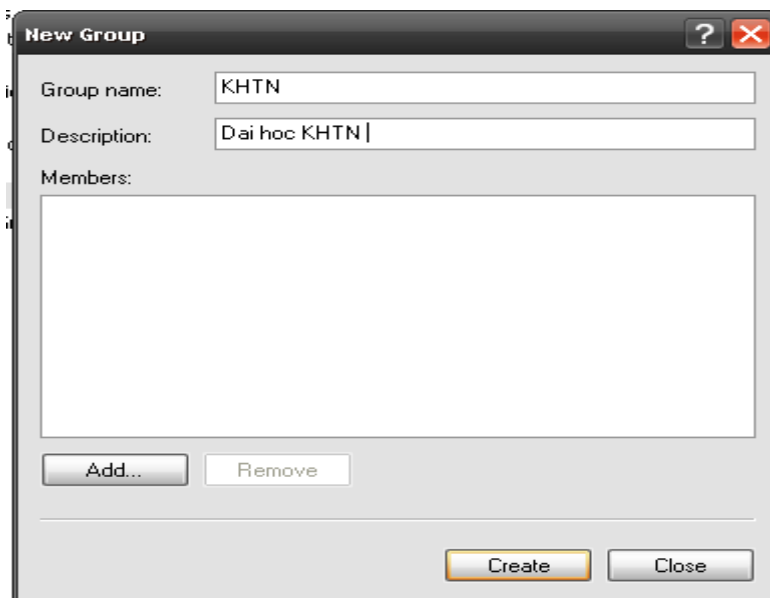 New Group
Group name: KHTN
Description: Dai hoc KHTN
Members:
Add... Remove
Create Close